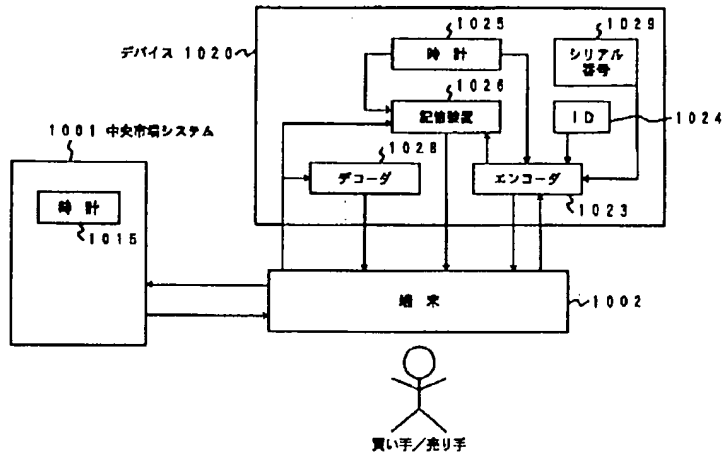 1025
1029
デバイス 1020
時計
シリアル
番号
1026
記憶装置
ID
1024
1001 中央市場システム
1028
デコーダ
エンコーダ
時計
1023
1015
端末
1002
買い手/売り手